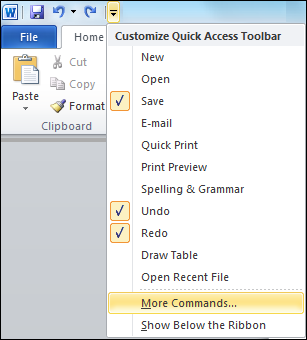 W
File
Home
Customize Quick Access Toolbar
Paste
Cut
Copy
Format
Clipboard
New
Open
Save
E-mail
Quick Print
Print Preview
Spelling & Grammar
Undo
Redo
Draw Table
Open Recent File
More Commands...
Show Below the Ribbon